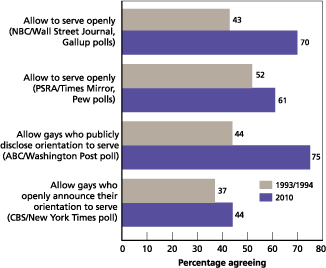 Allow to serve openly
(NBC/Wall Street Journal,
Gallup polls)
43
70
Allow to serve openly
(PSRA/Times Mirror,
Pew polls)
52
61
Allow gays who publicly
disclose orientation to serve
(ABC/Washington Post poll)
44
75
Allow gays who
openly announce their
orientation to serve
(CBS/New York Times poll)
37
44
1993/1994
2010
0 10 20 30 40 50 60 70 80
Percentage agreeing